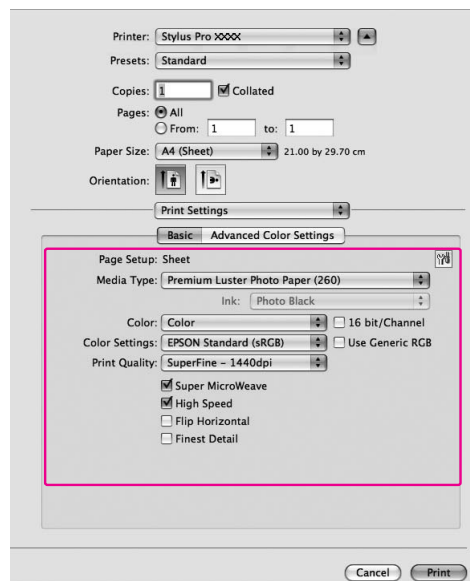 Printer: Stylus Pro XXXX
Presets: Standard
Copies: 1 Collated
Pages: All
From: 1 to: 1
Paper Size: A4 (Sheet) 21.00 by 29.70 cm
Orientation:
Print Settings
Basic Advanced Color Settings
Page Setup: Sheet
Media Type: Premium Luster Photo Paper (260)
Ink: Photo Black
Color: Color 16 bit/Channel
Color Settings: EPSON Standard (sRGB) Use Generic RGB
Print Quality: SuperFine – 1440dpi
Super MicroWeave
High Speed
Flip Horizontal
Finest Detail
Cancel Print